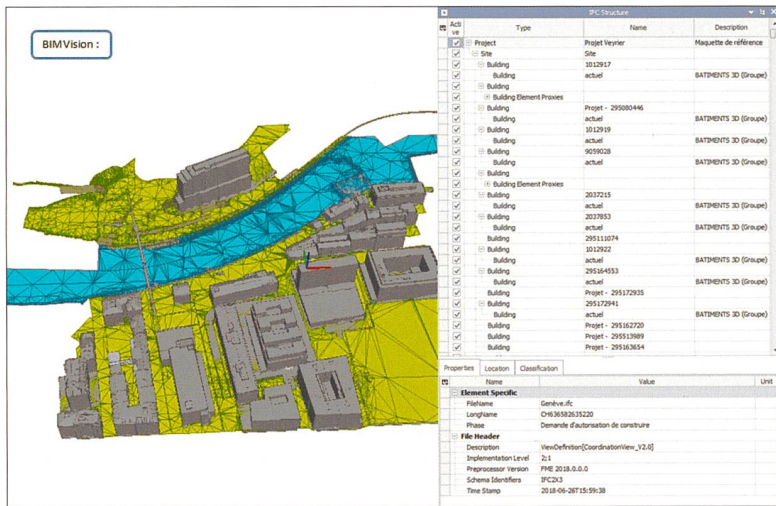 BIMVision :
IFC Structure
Acti ve Type Name Description
Project Projet Veyrier Maquette de référence
Site Site
Building 1012917
Building actuel BATIMENTS 3D (Groupe)
Building
Building Element Proxies
Building Projet - 295080446
Building actuel BATIMENTS 3D (Groupe)
Building 1012919
Building actuel BATIMENTS 3D (Groupe)
Building 9059028
Building actuel BATIMENTS 3D (Groupe)
Building
Building Element Proxies
Building 2037215
Building actuel BATIMENTS 3D (Groupe)
Building 2037853
Building actuel BATIMENTS 3D (Groupe)
Building 295111074
Building 1012922
Building actuel BATIMENTS 3D (Groupe)
Building 295164553
Building actuel BATIMENTS 3D (Groupe)
Building Projet - 295172935
Building 295172941
Building actuel BATIMENTS 3D (Groupe)
Building Projet - 295162720
Building Projet - 295513989
Building Projet - 295163654
Properties Location Classification
Name Value Unit
Element Specific
FileName Genève.ifc
LongName CH636582635220
Phase Demande d'autorisation de construire
File Header
Description ViewDefinition[CoordinationView_V2.0]
Implementation Level 2;1
Preprocessor Version FME 2018.0.0.0
Schema Identifiers IFC2X3
Time Stamp 2018-06-26T15:59:38